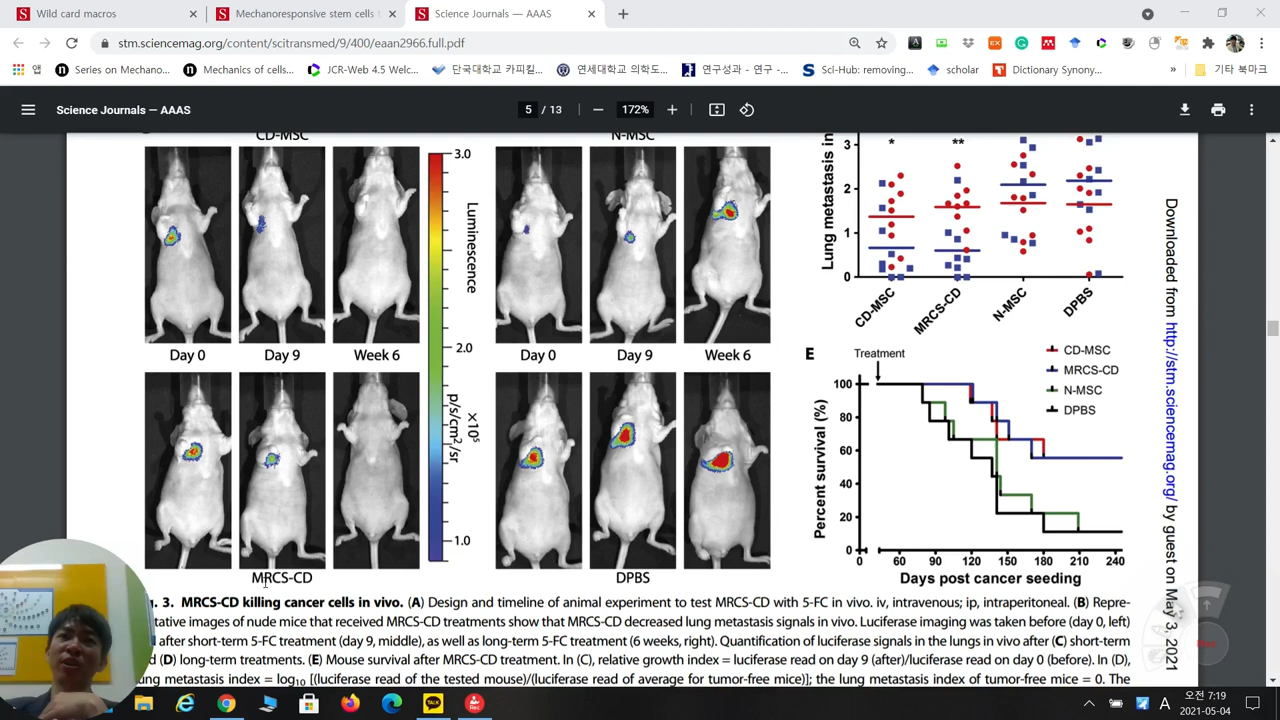 Wild card macros
Mechanoresponsive stem cells t
Science Journals — AAAS
stm.sciencemag.org/content/scitransmed/9/400/eaan2966.full.pdf
앱
Series on Mechano...
Mechanics of cells...
JCR-Web 4.5 Welc...
단국대학교 카피킬...
연세대학교 의학도...
연구성과 - 연구 -...
Sci-Hub: removing...
scholar
Dictionary Synony...
»
기타 북마크
Science Journals — AAAS
5 / 13
172%
CD-MSC
N-MSC
Day 0
Day 9
Week 6
3.0
Luminescence
2.0
×10⁵
p/s/cm²/sr
1.0
Day 0
Day 9
Week 6
MRCS-CD
DPBS
Lung metastasis in
3
2
1
0
*
**
CD-MSC
MRCS-CD
N-MSC
DPBS
E
Treatment
CD-MSC
MRCS-CD
N-MSC
DPBS
Percent survival (%)
100
80
60
40
20
0
0
60
90
120
150
180
210
240
Days post cancer seeding
Downloaded from http://stm.sciencemag.org/ by guest on May 3, 2021
g. 3. MRCS-CD killing cancer cells in vivo. (A) Design and timeline of animal experiment to test MRCS-CD with 5-FC in vivo. iv, intravenous; ip, intraperitoneal. (B) Repre-
tative images of nude mice that received MRCS-CD treatments show that MRCS-CD decreased lung metastasis signals in vivo. Luciferase imaging was taken before (day 0, left)
after short-term 5-FC treatment (day 9, middle), as well as long-term 5-FC treatment (6 weeks, right). Quantification of luciferase signals in the lungs in vivo after (C) short-term
d (D) long-term treatments. (E) Mouse survival after MRCS-CD treatment. In (C), relative growth index = luciferase read on day 9 (after)/luciferase read on day 0 (before). In (D),
ung metastasis index = log₁₀ [(luciferase read of the tested mouse)/(luciferase read of average for tumor-free mice)]; the lung metastasis index of tumor-free mice = 0. The
TALK
Rec
A
오전 7:19
2021-05-04